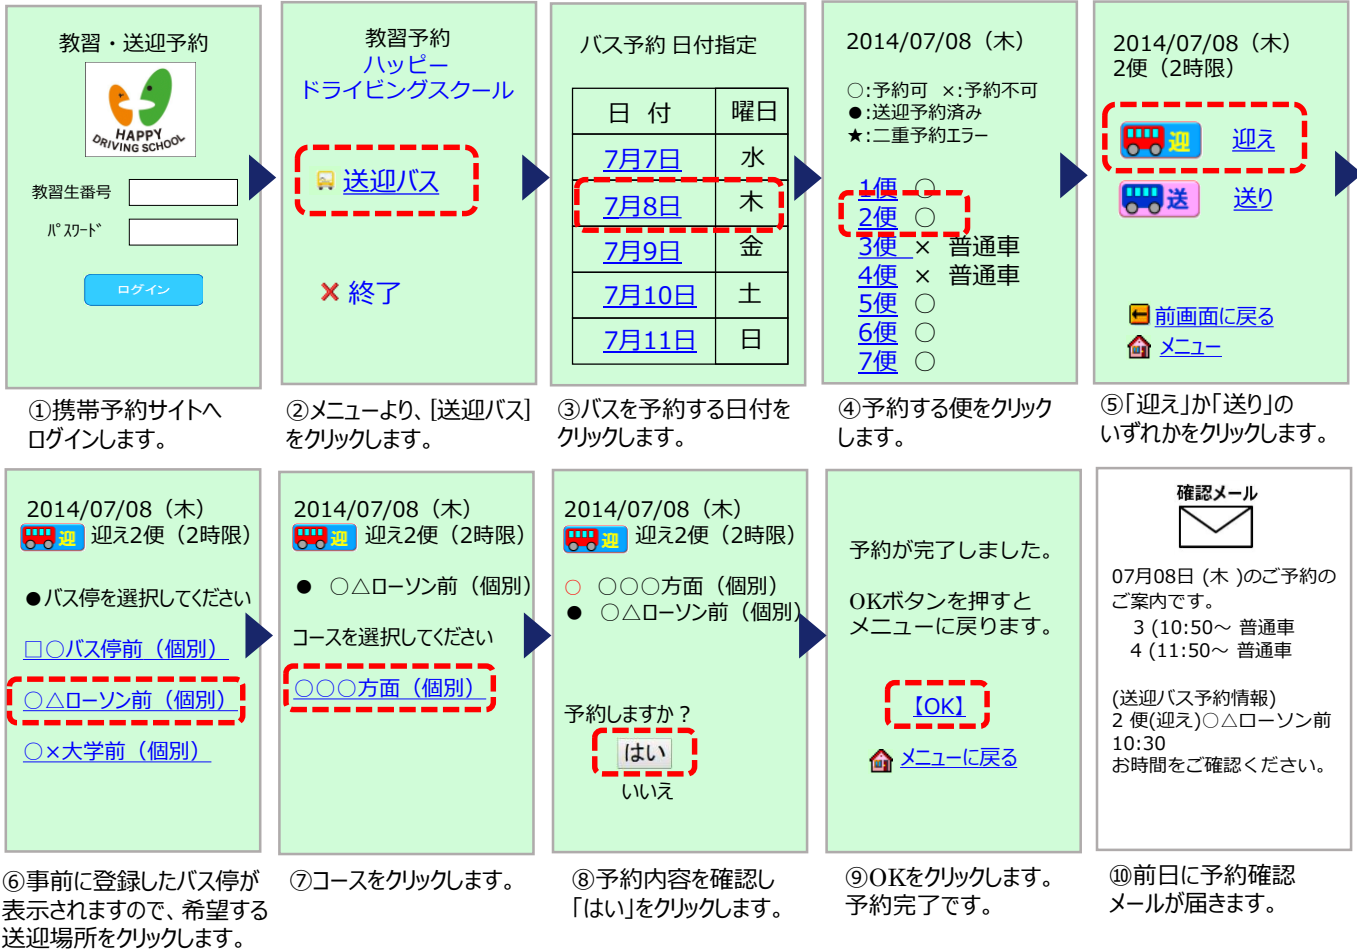 教習・送迎予約
HAPPY
DRIVING SCHOOL
教習生番号
パスワード
ログイン
①携帯予約サイトへ
ログインします。
教習予約
ハッピー
ドライビングスクール
送迎バス
終了
②メニューより、[送迎バス]
をクリックします。
バス予約 日付指定
日 付 曜日
7月7日 水
7月8日 木
7月9日 金
7月10日 土
7月11日 日
③バスを予約する日付を
クリックします。
2014/07/08（木）
○:予約可 ×:予約不可
●:送迎予約済み
★:二重予約エラー
1便 ○
2便 ○
3便 × 普通車
4便 × 普通車
5便 ○
6便 ○
7便 ○
④予約する便をクリック
します。
2014/07/08（木）
2便（2時限）
迎 迎え
送 送り
前画面に戻る
メニュー
⑤「迎え」か「送り」の
いずれかをクリックします。
2014/07/08（木）
迎 迎え2便（2時限）
●バス停を選択してください
□○バス停前（個別）
○△ローソン前（個別）
○×大学前（個別）
⑥事前に登録したバス停が
表示されますので、希望する
送迎場所をクリックします。
2014/07/08（木）
迎 迎え2便（2時限）
● ○△ローソン前（個別）
コースを選択してください
○○○方面（個別）
⑦コースをクリックします。
2014/07/08（木）
迎 迎え2便（2時限）
○ ○○○方面（個別）
● ○△ローソン前（個別）
予約しますか？
はい
いいえ
⑧予約内容を確認し
「はい」をクリックします。
予約が完了しました。
OKボタンを押すと
メニューに戻ります。
【OK】
メニューに戻る
⑨OKをクリックします。
予約完了です。
確認メール
07月08日 (木 )のご予約の
ご案内です。
3 (10:50～ 普通車
4 (11:50～ 普通車
(送迎バス予約情報)
2 便(迎え)○△ローソン前
10:30
お時間をご確認ください。
⑩前日に予約確認
メールが届きます。